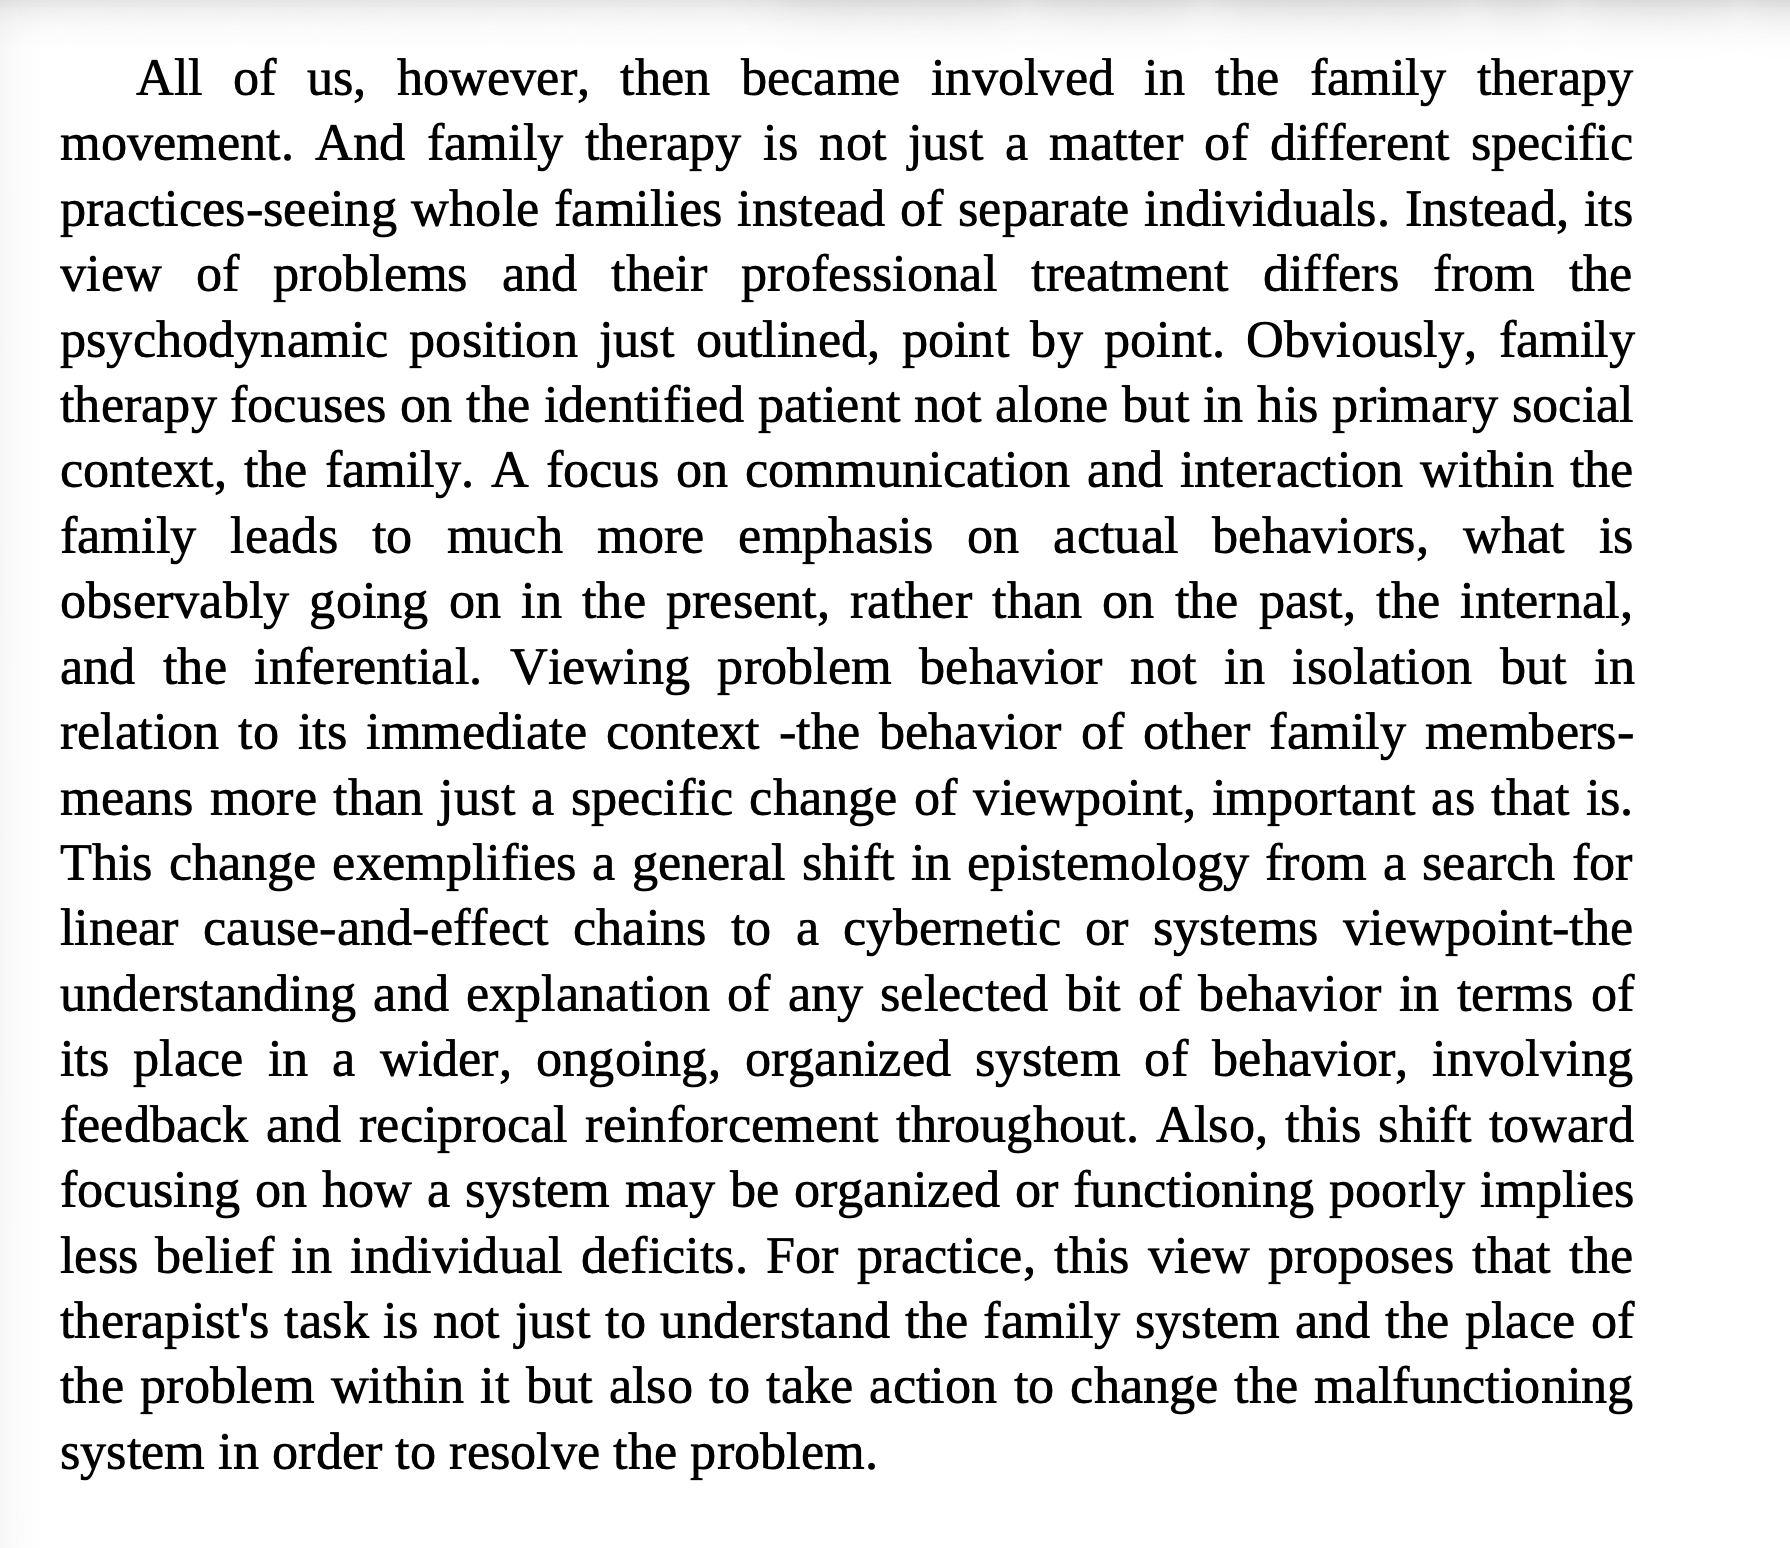 All of us, however, then became involved in the family therapy
movement. And family therapy is not just a matter of different specific
practices-seeing whole families instead of separate individuals. Instead, its
view of problems and their professional treatment differs from the
psychodynamic position just outlined, point by point. Obviously, family
therapy focuses on the identified patient not alone but in his primary social
context, the family. A focus on communication and interaction within the
family leads to much more emphasis on actual behaviors, what is
observably going on in the present, rather than on the past, the internal,
and the inferential. Viewing problem behavior not in isolation but in
relation to its immediate context -the behavior of other family members-
means more than just a specific change of viewpoint, important as that is.
This change exemplifies a general shift in epistemology from a search for
linear cause-and-effect chains to a cybernetic or systems viewpoint-the
understanding and explanation of any selected bit of behavior in terms of
its place in a wider, ongoing, organized system of behavior, involving
feedback and reciprocal reinforcement throughout. Also, this shift toward
focusing on how a system may be organized or functioning poorly implies
less belief in individual deficits. For practice, this view proposes that the
therapist's task is not just to understand the family system and the place of
the problem within it but also to take action to change the malfunctioning
system in order to resolve the problem.